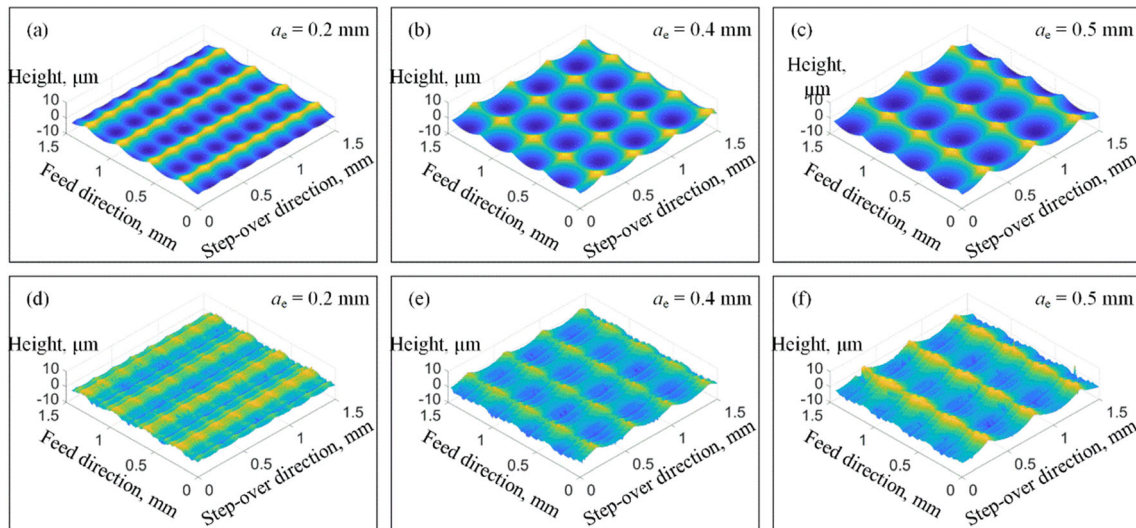 (a)
aₑ = 0.2 mm
Height, μm
10
0
-10
1.5
1
0.5
0
Feed direction, mm
0
0.5
1
1.5
Step-over direction, mm
(b)
aₑ = 0.4 mm
Height, μm
10
0
-10
1.5
1
0.5
0
Feed direction, mm
0
0.5
1
1.5
Step-over direction, mm
(c)
aₑ = 0.5 mm
Height,
μm
10
0
-10
1.5
1
0.5
0
Feed direction, mm
0
0.5
1
1.5
Step-over direction, mm
(d)
aₑ = 0.2 mm
Height, μm
10
0
-10
1.5
1
0.5
0
Feed direction, mm
0
0.5
1
1.5
Step-over direction, mm
(e)
aₑ = 0.4 mm
Height, μm
10
0
-10
1.5
1
0.5
0
Feed direction, mm
0
0.5
1
1.5
Step-over direction, mm
(f)
aₑ = 0.5 mm
Height, μm
10
0
-10
1.5
1
0.5
0
Feed direction, mm
0
0.5
1
1.5
Step-over direction, mm